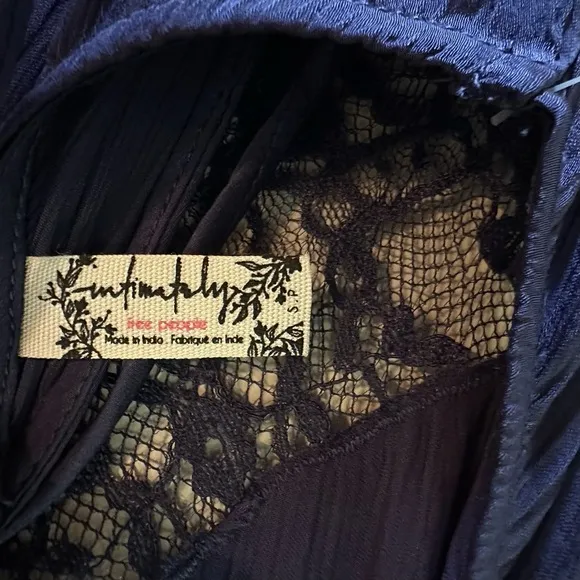 intimately
free people
Made in India . Fabriqué en Inde
S-P